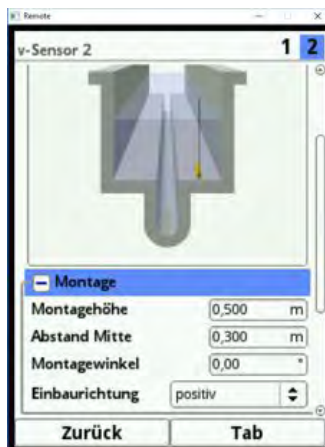 Remote
v-Sensor 2 1 2
Montage
Montagehöhe 0,500 m
Abstand Mitte 0,300 m
Montagewinkel 0,00 °
Einbaurichtung positiv
Zurück Tab